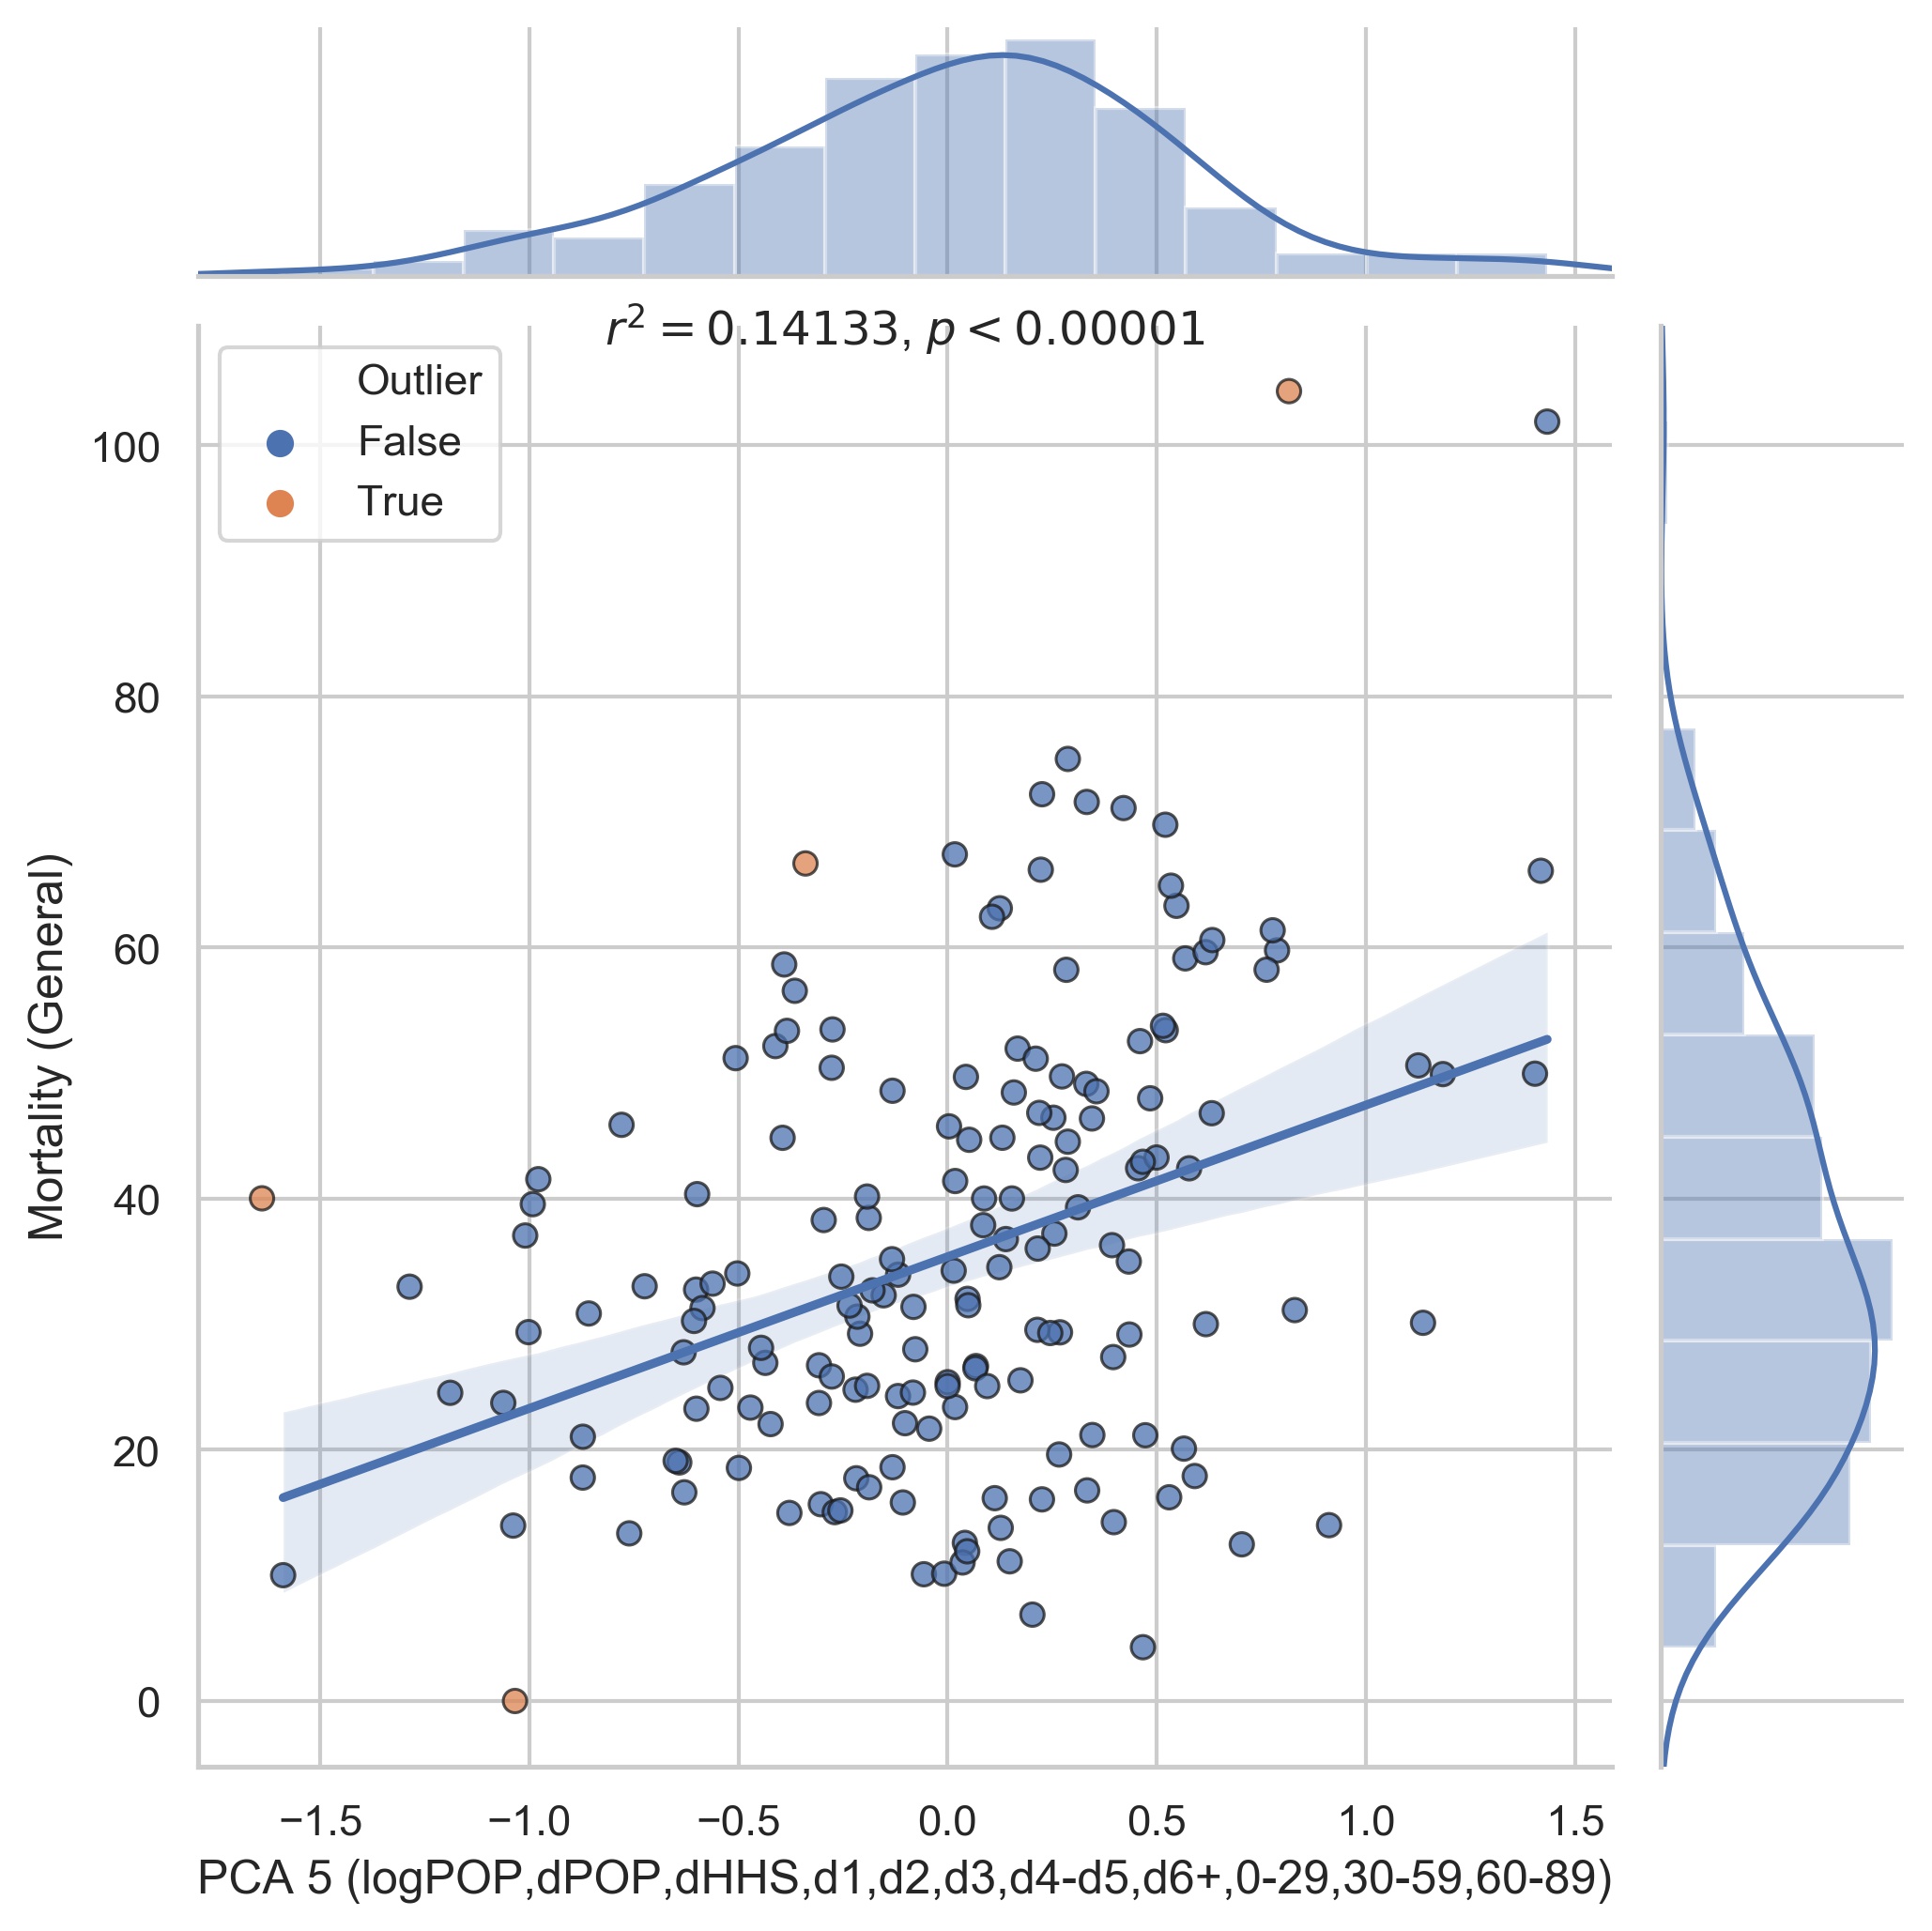 r² = 0.14133, p < 0.00001
Outlier
False
True
100
80
60
40
20
0
Mortality (General)
−1.5 −1.0 −0.5 0.0 0.5 1.0 1.5
PCA 5 (logPOP,dPOP,dHHS,d1,d2,d3,d4-d5,d6+,0-29,30-59,60-89)